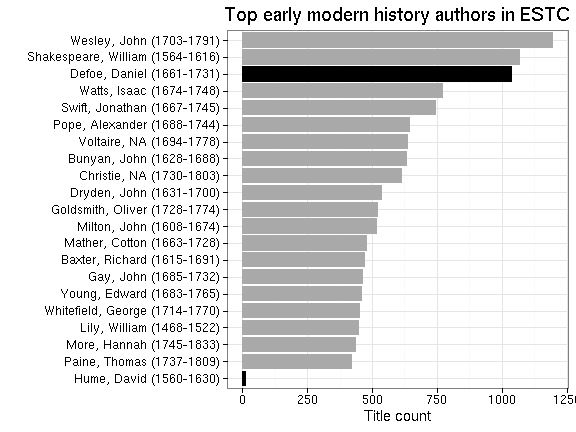 Top early modern history authors in ESTC
Wesley, John (1703-1791)
Shakespeare, William (1564-1616)
Defoe, Daniel (1661-1731)
Watts, Isaac (1674-1748)
Swift, Jonathan (1667-1745)
Pope, Alexander (1688-1744)
Voltaire, NA (1694-1778)
Bunyan, John (1628-1688)
Christie, NA (1730-1803)
Dryden, John (1631-1700)
Goldsmith, Oliver (1728-1774)
Milton, John (1608-1674)
Mather, Cotton (1663-1728)
Baxter, Richard (1615-1691)
Gay, John (1685-1732)
Young, Edward (1683-1765)
Whitefield, George (1714-1770)
Lily, William (1468-1522)
More, Hannah (1745-1833)
Paine, Thomas (1737-1809)
Hume, David (1560-1630)
0 250 500 750 1000 125
Title count